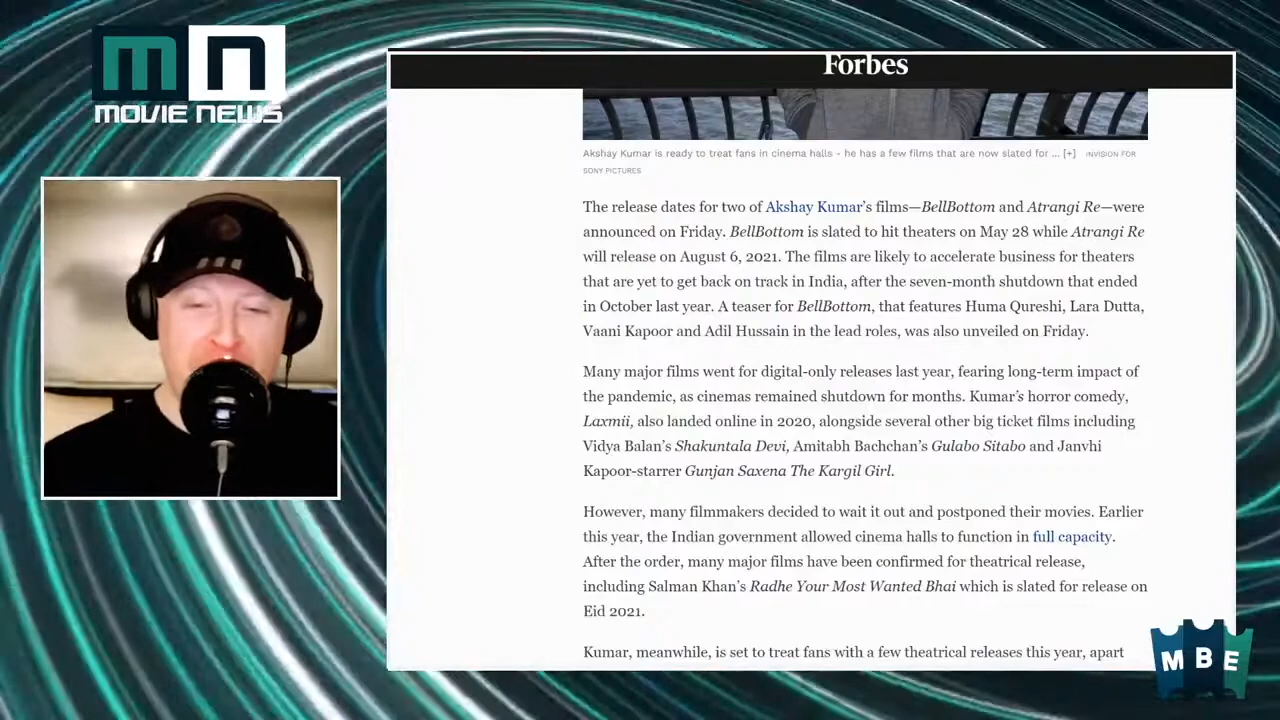 mn
MOVIE NEWS
Forbes
Akshay Kumar is ready to treat fans in cinema halls - he has a few films that are now slated for ... [+] INVISION FOR
SONY PICTURES
The release dates for two of Akshay Kumar's films—BellBottom and Atrangi Re—were
announced on Friday. BellBottom is slated to hit theaters on May 28 while Atrangi Re
will release on August 6, 2021. The films are likely to accelerate business for theaters
that are yet to get back on track in India, after the seven-month shutdown that ended
in October last year. A teaser for BellBottom, that features Huma Qureshi, Lara Dutta,
Vaani Kapoor and Adil Hussain in the lead roles, was also unveiled on Friday.
Many major films went for digital-only releases last year, fearing long-term impact of
the pandemic, as cinemas remained shutdown for months. Kumar's horror comedy,
Laxmii, also landed online in 2020, alongside several other big ticket films including
Vidya Balan's Shakuntala Devi, Amitabh Bachchan's Gulabo Sitabo and Janvhi
Kapoor-starrer Gunjan Saxena The Kargil Girl.
However, many filmmakers decided to wait it out and postponed their movies. Earlier
this year, the Indian government allowed cinema halls to function in full capacity.
After the order, many major films have been confirmed for theatrical release,
including Salman Khan's Radhe Your Most Wanted Bhai which is slated for release on
Eid 2021.
Kumar, meanwhile, is set to treat fans with a few theatrical releases this year, apart
MBE